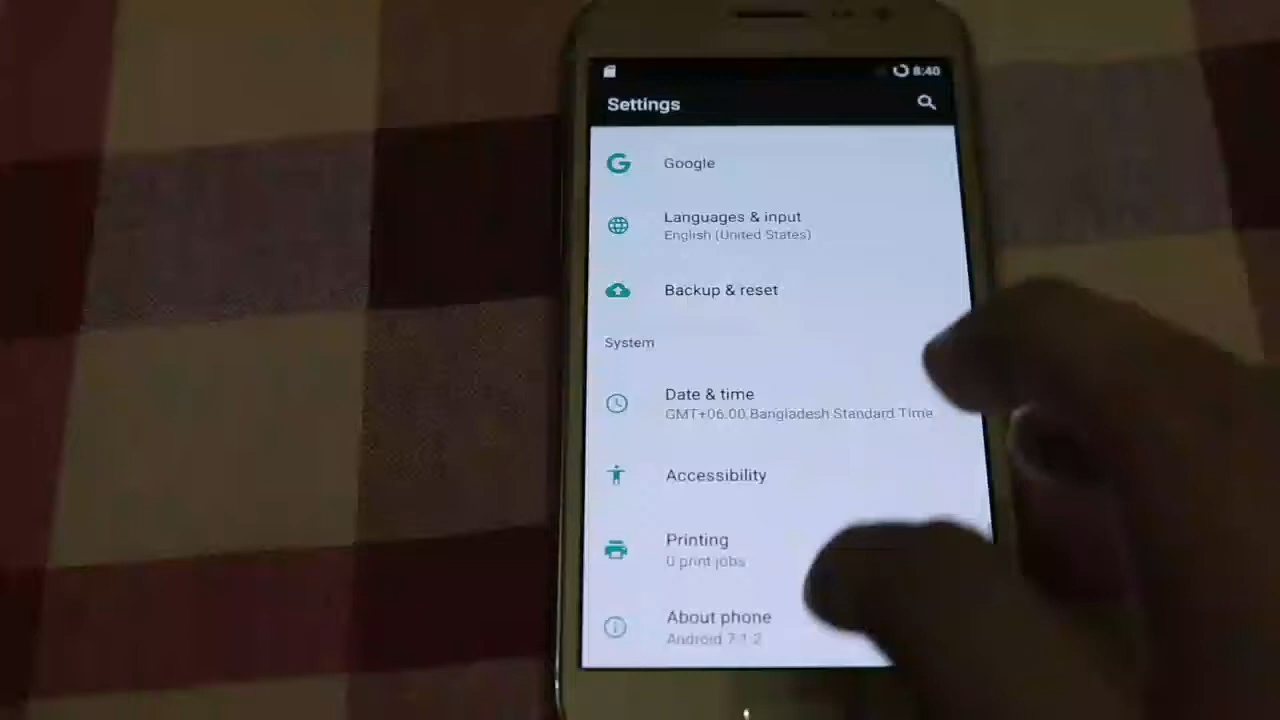 8:40
Settings
Google
Languages & input
English (United States)
Backup & reset
System
Date & time
GMT+06:00 Bangladesh Standard Time
Accessibility
Printing
0 print jobs
About phone
Android 7.1.2